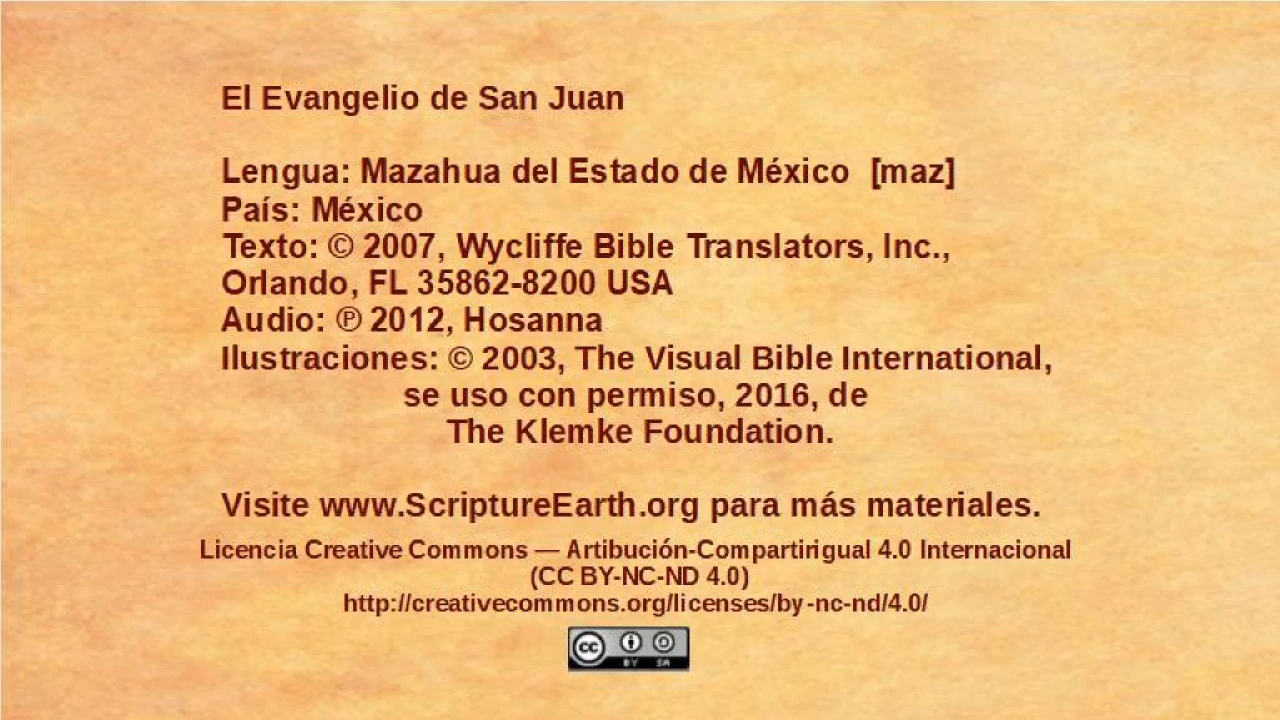 El Evangelio de San Juan
Lengua: Mazahua del Estado de México [maz]
País: México
Texto: © 2007, Wycliffe Bible Translators, Inc.,
Orlando, FL 35862-8200 USA
Audio: ℗ 2012, Hosanna
Ilustraciones: © 2003, The Visual Bible International,
se uso con permiso, 2016, de
The Klemke Foundation.
Visite www.ScriptureEarth.org para más materiales.
Licencia Creative Commons — Artibución-Compartirigual 4.0 Internacional
(CC BY-NC-ND 4.0)
http://creativecommons.org/licenses/by-nc-nd/4.0/
cc BY SA